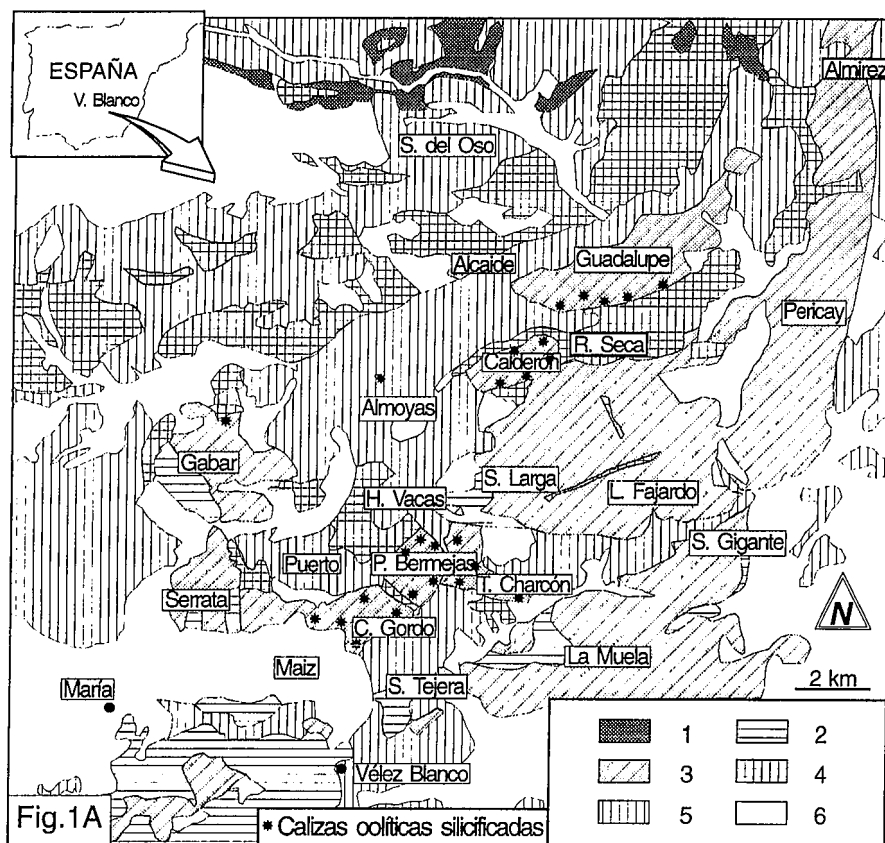 ESPAÑA
V. Blanco
Almirez
S. del Oso
Alcaide
Guadalupe
Pericay
R. Seca
Calderón
Almoyas
Gabar
S. Larga
H. Vacas
L. Fajardo
S. Gigante
Puerto
P. Bermejas
T. Charcón
Serrata
C. Gordo
N
La Muela
Maiz
María
S. Tejera
2 km
Vélez Blanco
1
2
3
4
5
6
Fig.1A
* Calizas oolíticas silicificadas